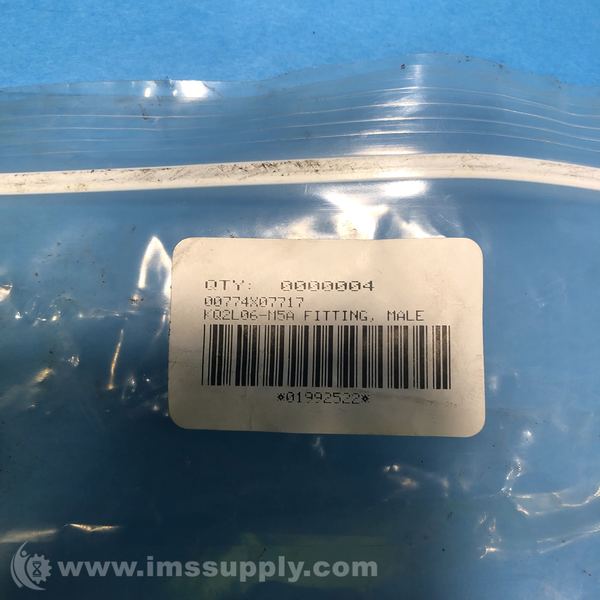 QTY: 0000004
00774X07717
KQ2L06-M5A FITTING, MALE
*01992522*
www.imssupply.com